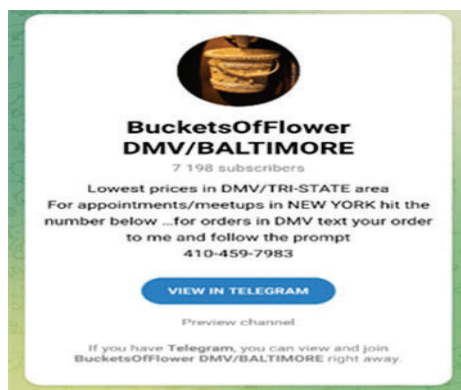 BucketsOfFlower
DMV/BALTIMORE
7 198 subscribers
Lowest prices in DMV/TRI-STATE area
For appointments/meetups in NEW YORK hit the
number below ...for orders in DMV text your order
to me and follow the prompt
410-459-7983
VIEW IN TELEGRAM
Preview channel
If you have Telegram, you can view and join
BucketsOfFlower DMV/BALTIMORE right away.